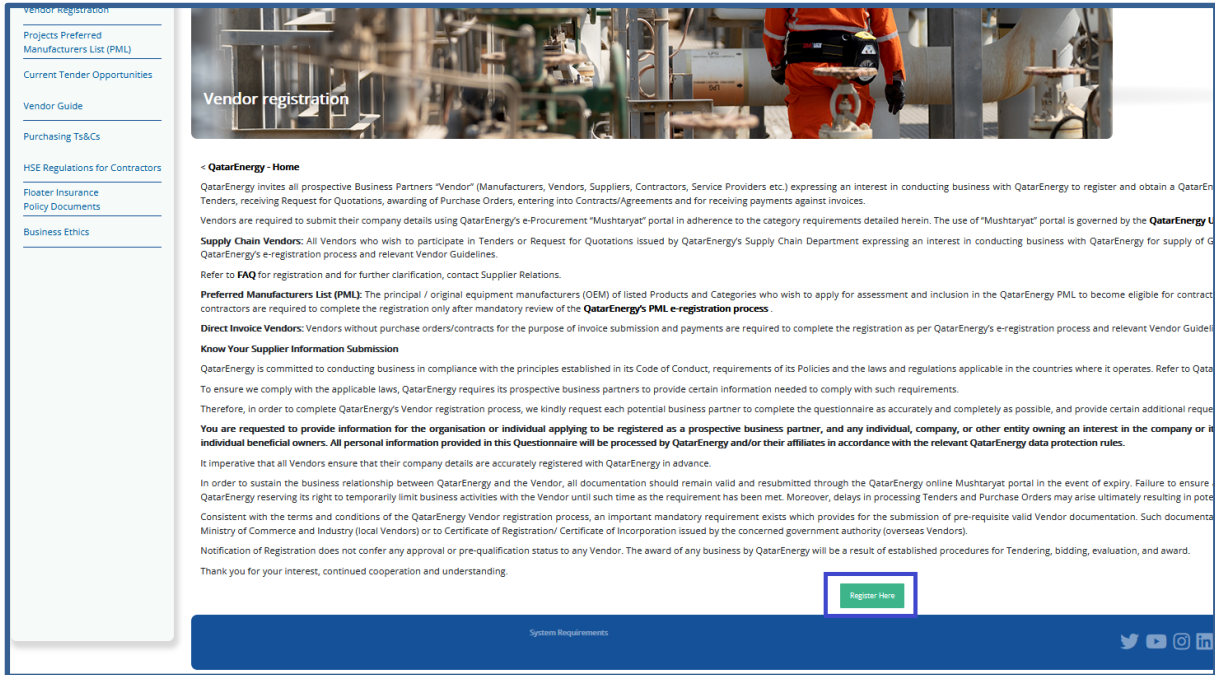 Vendor Registration
Projects Preferred
Manufacturers List (PML)
Current Tender Opportunities
Vendor Guide
Purchasing Ts&Cs
HSE Regulations for Contractors
Floater Insurance
Policy Documents
Business Ethics
LPG
Vendor registration
< QatarEnergy - Home
QatarEnergy invites all prospective Business Partners “Vendor” (Manufacturers, Vendors, Suppliers, Contractors, Service Providers etc.) expressing an interest in conducting business with QatarEnergy to register and obtain a QatarEn
Tenders, receiving Request for Quotations, awarding of Purchase Orders, entering into Contracts/Agreements and for receiving payments against invoices.
Vendors are required to submit their company details using QatarEnergy's e-Procurement “Mushtaryat” portal in adherence to the category requirements detailed herein. The use of “Mushtaryat” portal is governed by the QatarEnergy U
Supply Chain Vendors: All Vendors who wish to participate in Tenders or Request for Quotations issued by QatarEnergy's Supply Chain Department expressing an interest in conducting business with QatarEnergy for supply of G
QatarEnergy's e-registration process and relevant Vendor Guidelines.
Refer to FAQ for registration and for further clarification, contact Supplier Relations.
Preferred Manufacturers List (PML): The principal / original equipment manufacturers (OEM) of listed Products and Categories who wish to apply for assessment and inclusion in the QatarEnergy PML to become eligible for contract
contractors are required to complete the registration only after mandatory review of the QatarEnergy's PML e-registration process .
Direct Invoice Vendors: Vendors without purchase orders/contracts for the purpose of invoice submission and payments are required to complete the registration as per QatarEnergy's e-registration process and relevant Vendor Guideli
Know Your Supplier Information Submission
QatarEnergy is committed to conducting business in compliance with the principles established in its Code of Conduct, requirements of its Policies and the laws and regulations applicable in the countries where it operates. Refer to Qata
To ensure we comply with the applicable laws, QatarEnergy requires its prospective business partners to provide certain information needed to comply with such requirements.
Therefore, in order to complete QatarEnergy's Vendor registration process, we kindly request each potential business partner to complete the questionnaire as accurately and completely as possible, and provide certain additional reque
You are requested to provide information for the organisation or individual applying to be registered as a prospective business partner, and any individual, company, or other entity owning an interest in the company or it
individual beneficial owners. All personal information provided in this Questionnaire will be processed by QatarEnergy and/or their affiliates in accordance with the relevant QatarEnergy data protection rules.
It imperative that all Vendors ensure that their company details are accurately registered with QatarEnergy in advance.
In order to sustain the business relationship between QatarEnergy and the Vendor, all documentation should remain valid and resubmitted through the QatarEnergy online Mushtaryat portal in the event of expiry. Failure to ensure
QatarEnergy reserving its right to temporarily limit business activities with the Vendor until such time as the requirement has been met. Moreover, delays in processing Tenders and Purchase Orders may arise ultimately resulting in pote
Consistent with the terms and conditions of the QatarEnergy Vendor registration process, an important mandatory requirement exists which provides for the submission of pre-requisite valid Vendor documentation. Such documenta
Ministry of Commerce and Industry (local Vendors) or to Certificate of Registration/ Certificate of Incorporation issued by the concerned government authority (overseas Vendors).
Notification of Registration does not confer any approval or pre-qualification status to any Vendor. The award of any business by QatarEnergy will be a result of established procedures for Tendering, bidding, evaluation, and award.
Thank you for your interest, continued cooperation and understanding.
Register Here
System Requirements